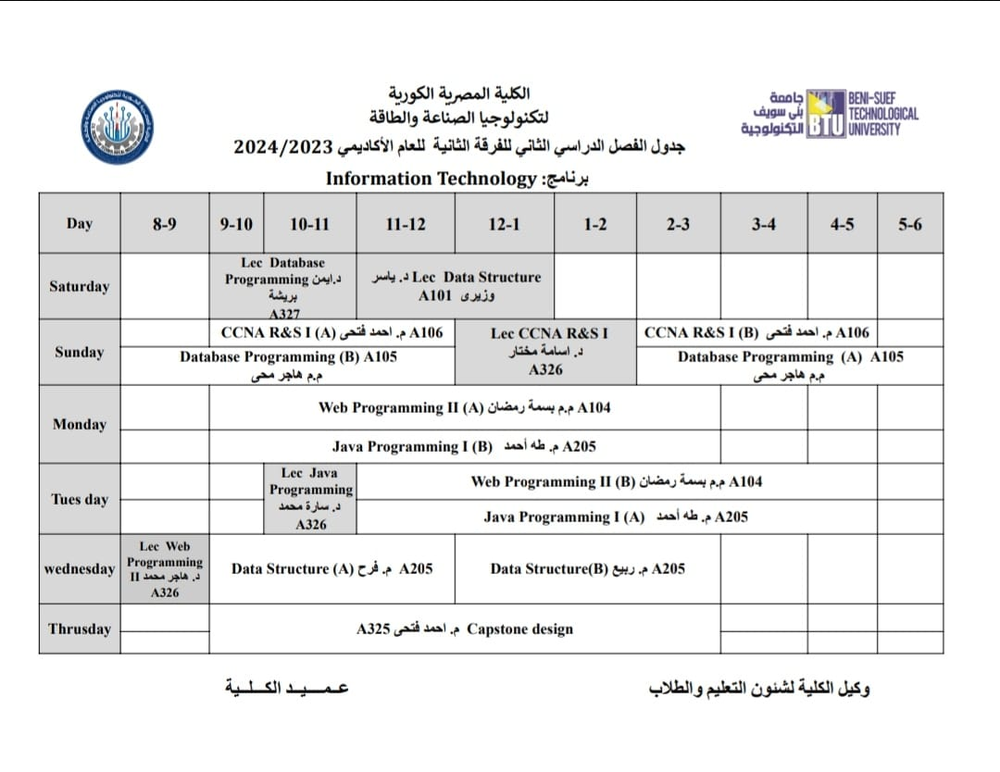 الكلية المصرية الكورية
لتكنولوجيا الصناعة والطاقة
جدول الفصل الدراسي الثاني للفرقة الثانية للعام الأكاديمي 2024/2023
برنامج: Information Technology
جامعة
بني سويف
التكنولوجية
BTU
BENI-SUEF
TECHNOLOGICAL
UNIVERSITY
Day 8-9 9-10 10-11 11-12 12-1 1-2 2-3 3-4 4-5 5-6
Saturday
Lec Database
Programming د.ايمن
بريشة
A327
Lec Data Structure د. ياسر
وزيرى A101
Sunday
CCNA R&S I (A) م. احمد فتحى A106
Database Programming (B) A105
م.م هاجر محى
Lec CCNA R&S I
د. اسامة مختار
A326
CCNA R&S I (B) م. احمد فتحى A106
Database Programming (A) A105
م.م هاجر محى
Monday
Web Programming II (A) م.م بسمة رمضان A104
Java Programming I (B) م. طه أحمد A205
Tues day
Lec Java
Programming
د. سارة محمد
A326
Web Programming II (B) م.م بسمة رمضان A104
Java Programming I (A) م. طه أحمد A205
wednesday
Lec Web
Programming
II د. هاجر محمد
A326
Data Structure (A) م. فرح A205
Data Structure(B) م. ربيع A205
Thrusday
Capstone design م. احمد فتحى A325
وكيل الكلية لشئون التعليم والطلاب
عـمـــيـد الكـلـــية